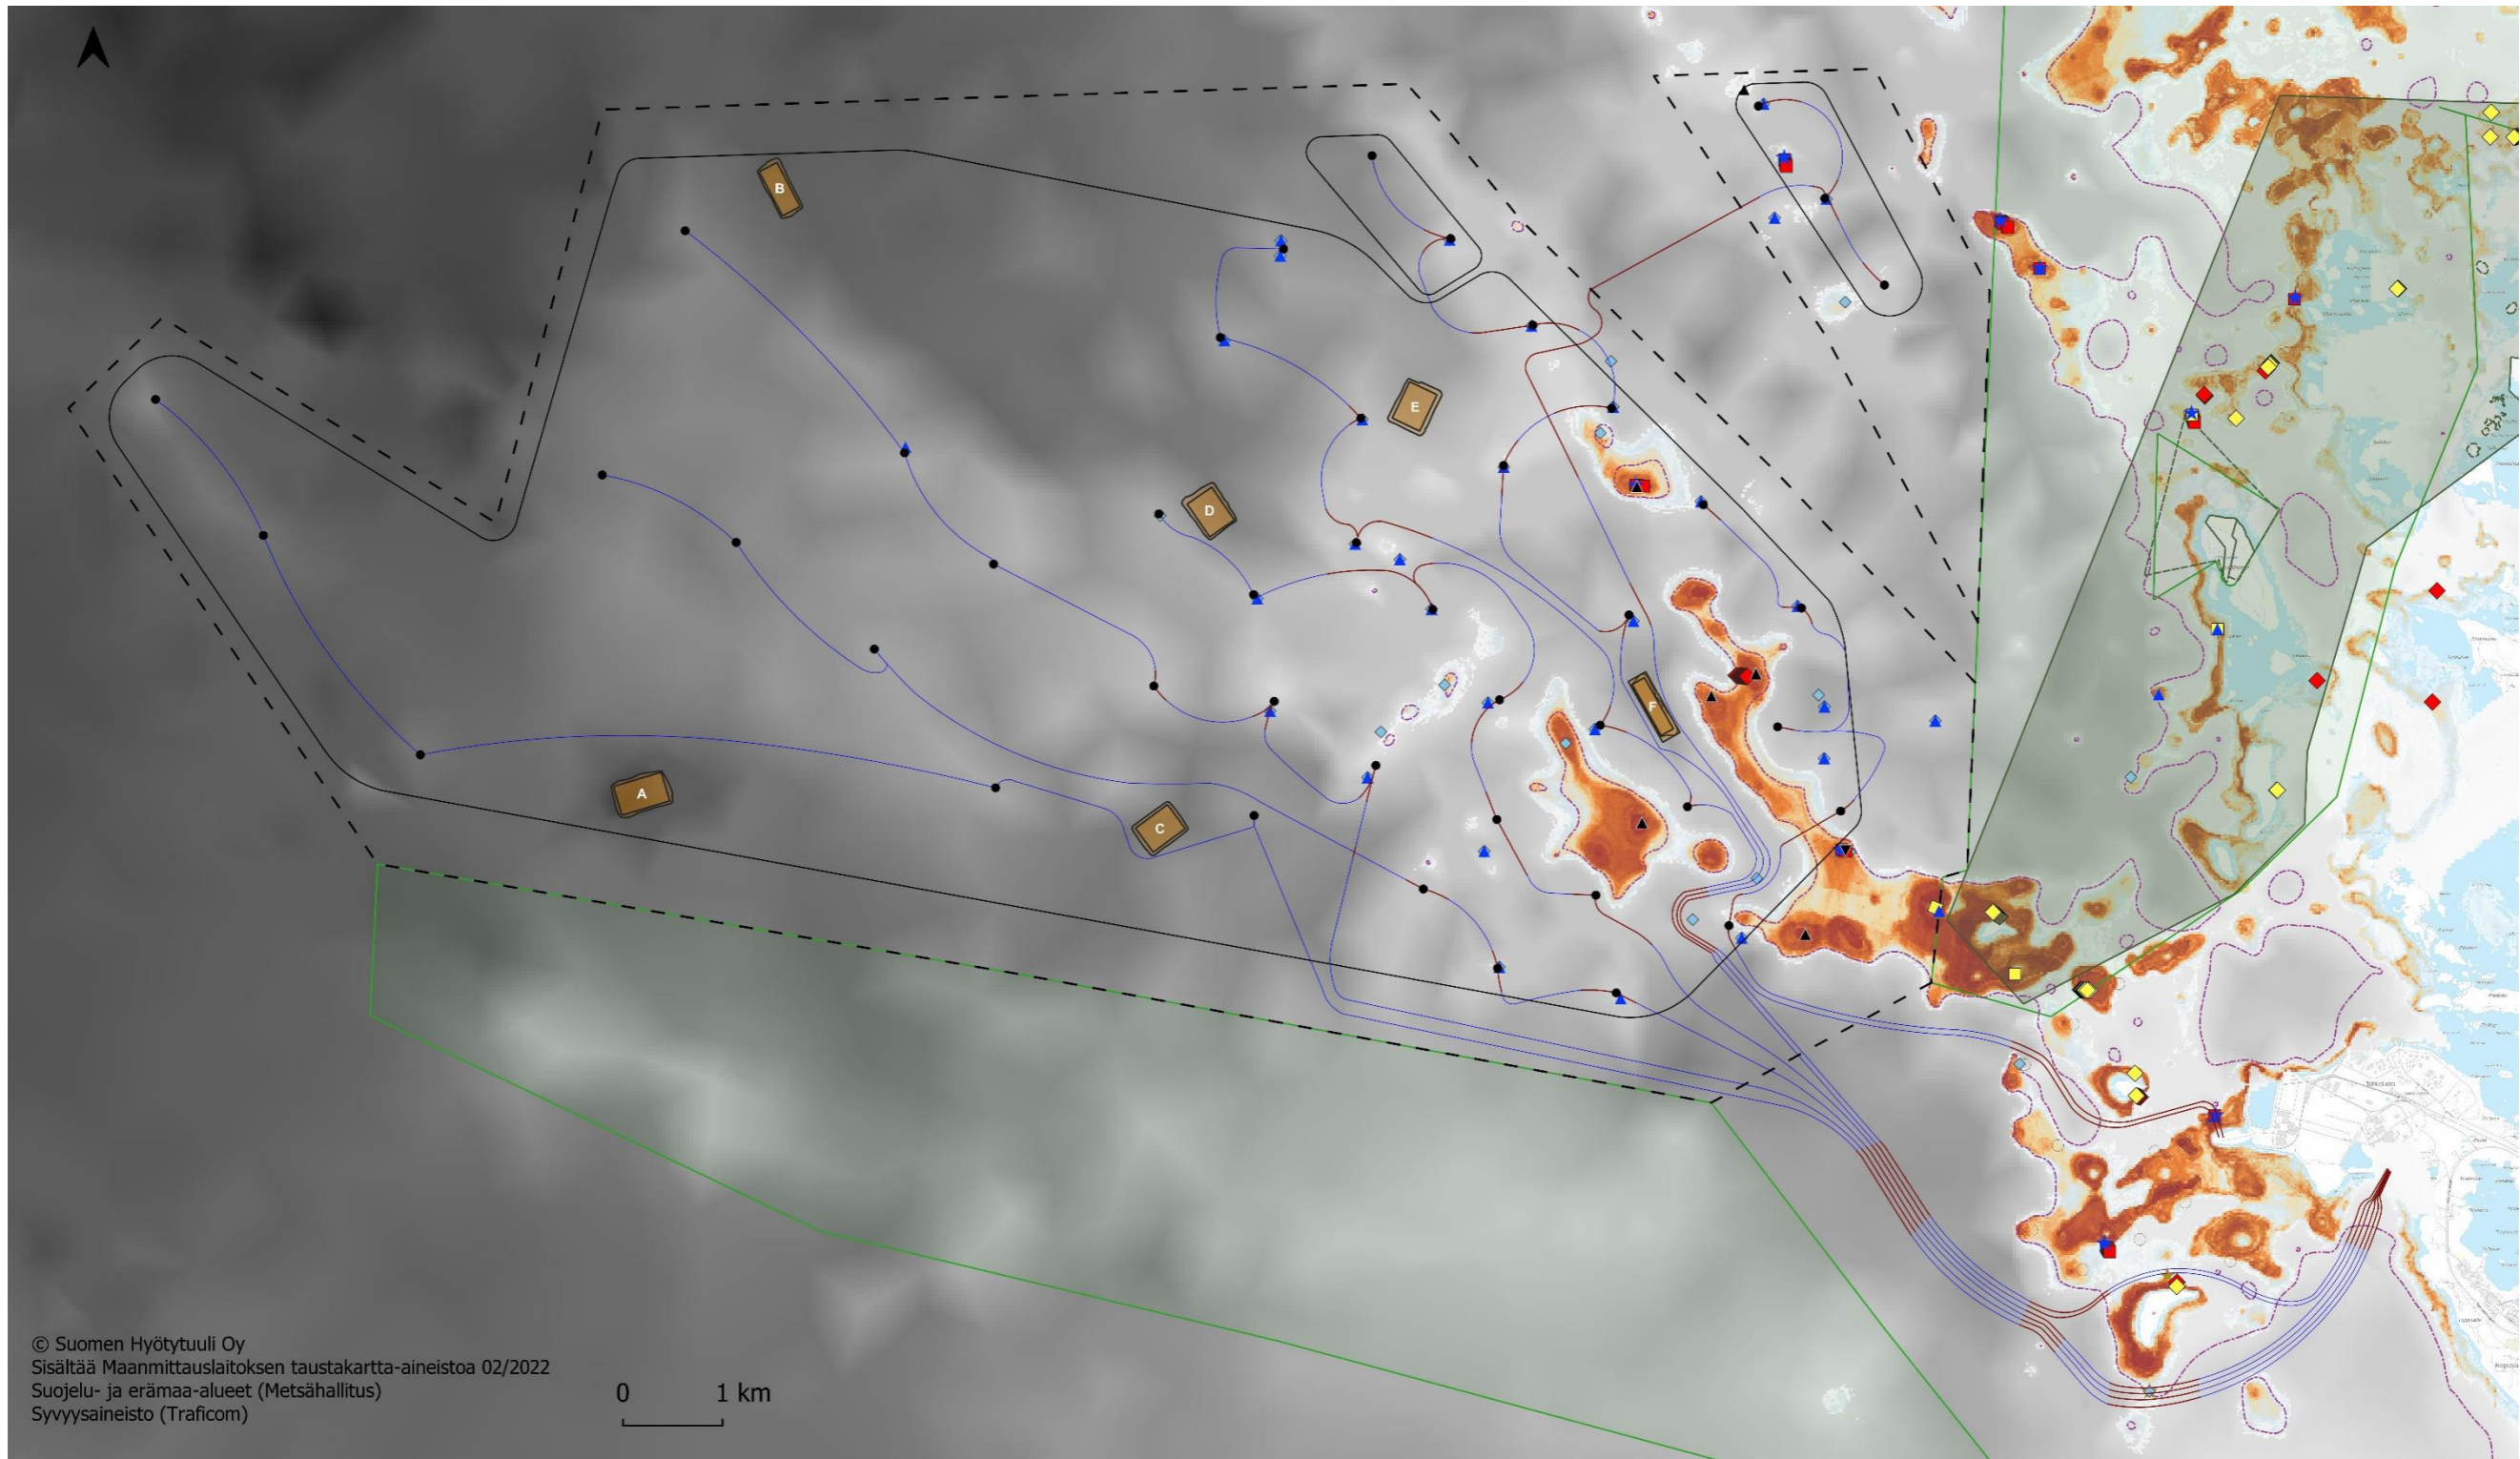 B
E
D
F
A
C
Tahkoluoto
© Suomen Hyötytuuli Oy
Sisältää Maanmittauslaitoksen taustakartta-aineistoa 02/2022
Suojelu- ja erämaa-alueet (Metsähallitus)
Syvyysaineisto (Traficom)
0 1 km